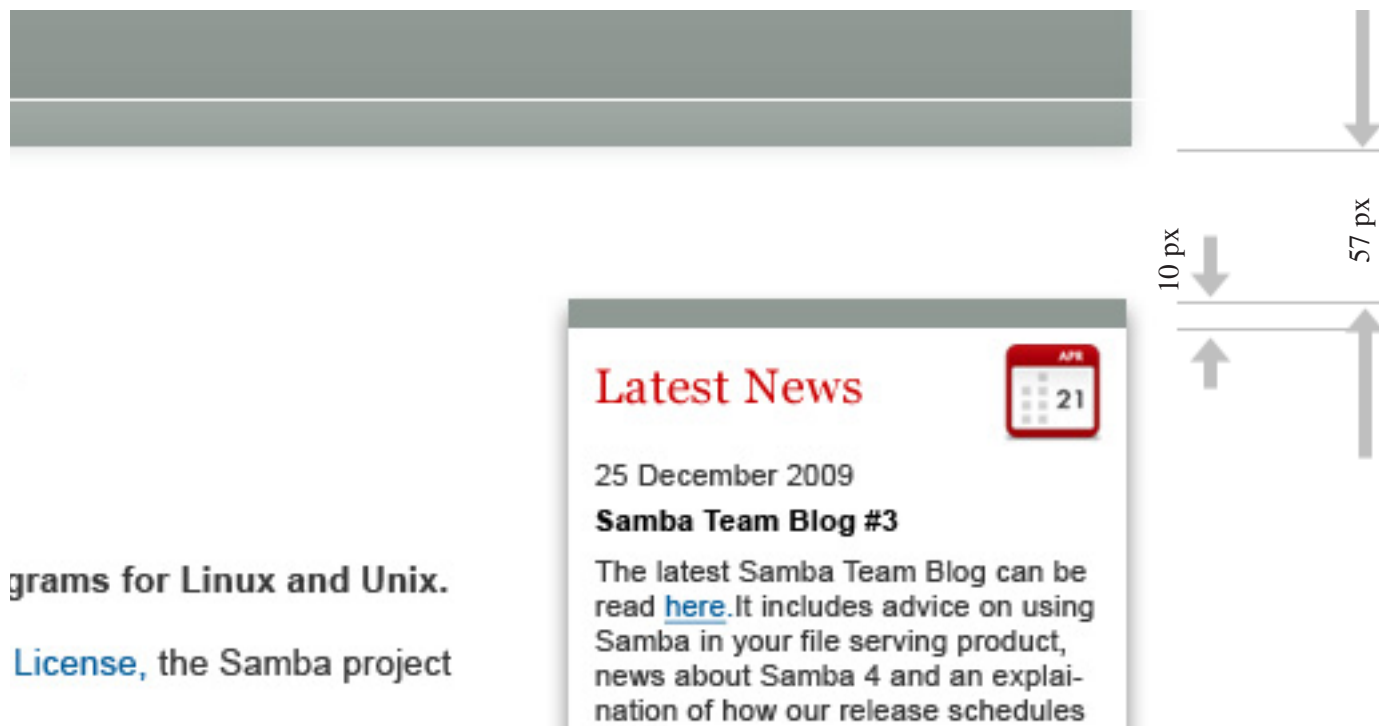 57 px
10 px
APR
21
Latest News
25 December 2009
Samba Team Blog #3
The latest Samba Team Blog can be
read here.It includes advice on using
Samba in your file serving product,
news about Samba 4 and an explai-
nation of how our release schedules
grams for Linux and Unix.
License, the Samba project